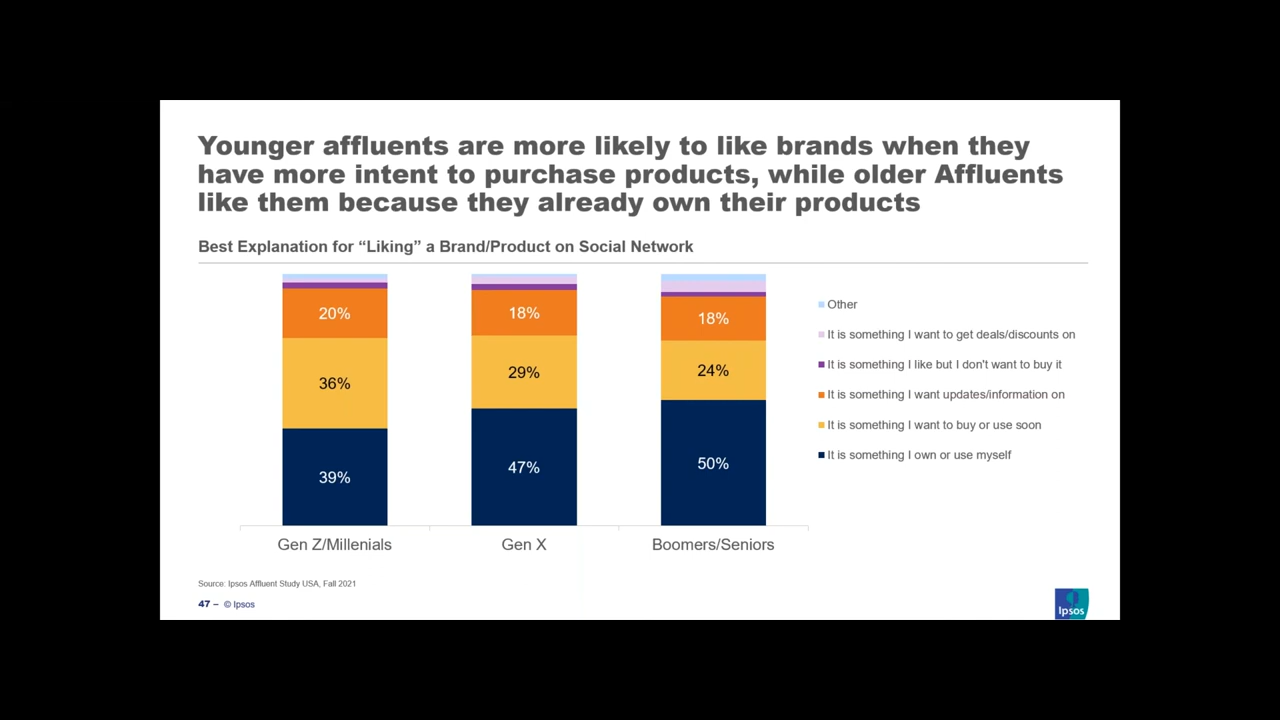 Younger affluents are more likely to like brands when they
have more intent to purchase products, while older Affluents
like them because they already own their products
Best Explanation for “Liking” a Brand/Product on Social Network
20%
18%
18%
36%
29%
24%
39%
47%
50%
Gen Z/Millenials
Gen X
Boomers/Seniors
Other
It is something I want to get deals/discounts on
It is something I like but I don't want to buy it
It is something I want updates/information on
It is something I want to buy or use soon
It is something I own or use myself
Source: Ipsos Affluent Study USA, Fall 2021
47 – © Ipsos
Ipsos